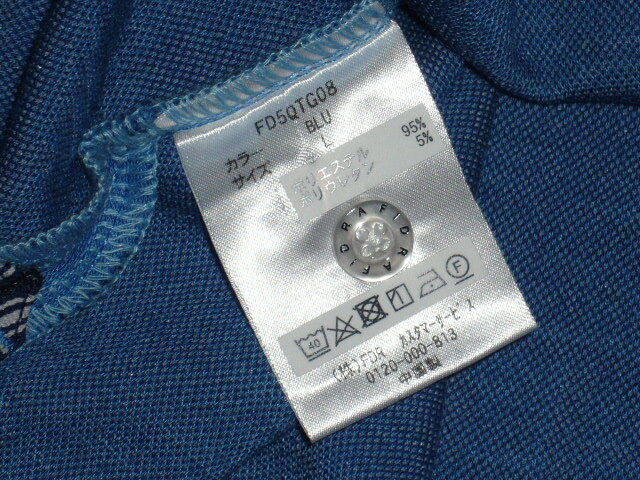 FD5QTG08
カラー BLU
サイズ L
ポリエステル 95%
ポリウレタン 5%
FIDRA FIDRA
40
F
(株)FDR カスタマーサービス
0120-000-813
中国製